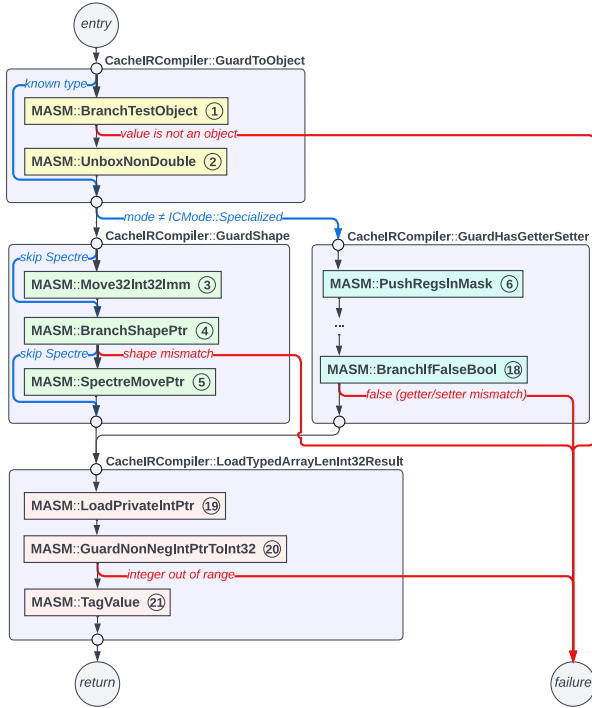 entry
CacheIRCompiler::GuardToObject
known type
MASM::BranchTestObject 1
value is not an object
MASM::UnboxNonDouble 2
mode ≠ ICMode::Specialized
CacheIRCompiler::GuardShape
CacheIRCompiler::GuardHasGetterSetter
skip Spectre
MASM::Move32Int32Imm 3
MASM::PushRegsInMask 6
...
MASM::BranchShapePtr 4
skip Spectre
shape mismatch
MASM::SpectreMovePtr 5
MASM::BranchIfFalseBool 18
false (getter/setter mismatch)
CacheIRCompiler::LoadTypedArrayLenInt32Result
MASM::LoadPrivateIntPtr 19
MASM::GuardNonNegIntPtrToInt32 20
integer out of range
MASM::TagValue 21
return
failure